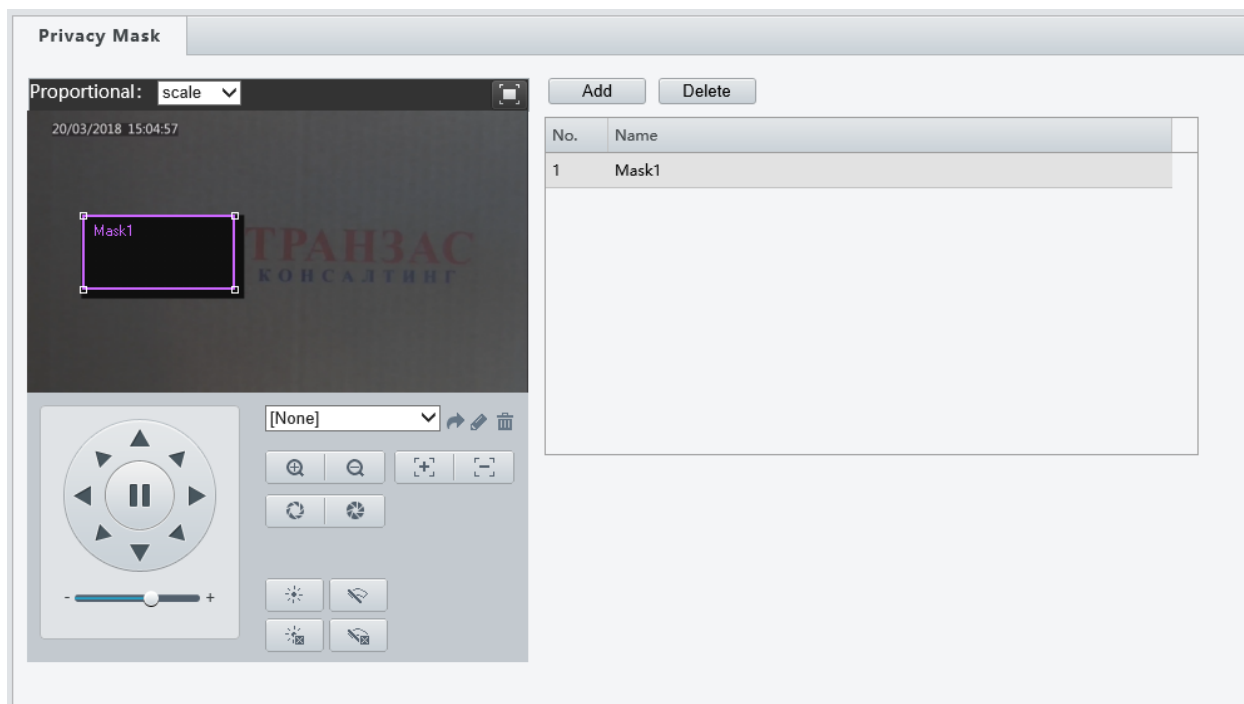 Privacy Mask
Proportional: scale
Add
Delete
20/03/2018 15:04:57
No.
Name
1
Mask1
Mask1
ТРАНЗАС
КОНСАЛТИНГ
[None]
- +